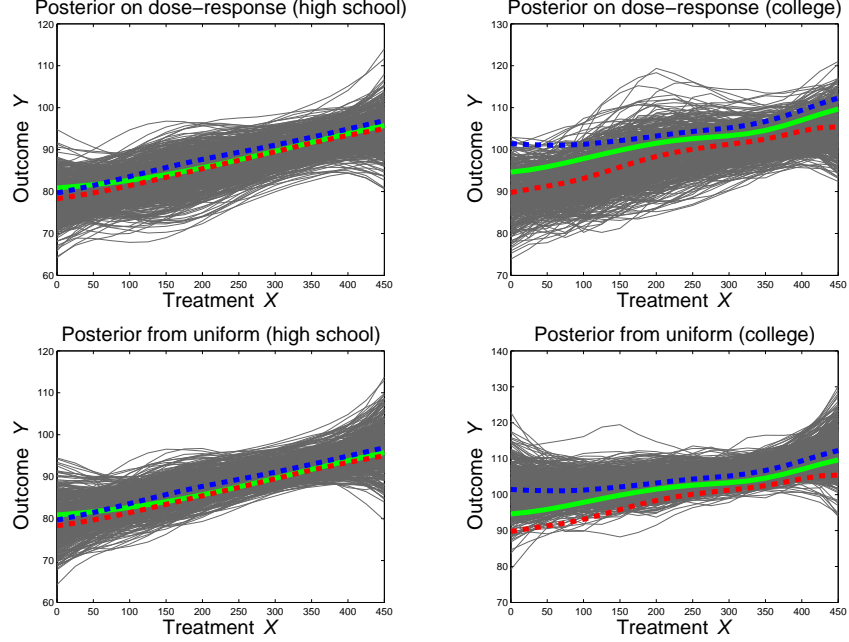 Posterior on dose−response (high school)
120
110
100
90
80
70
60
Outcome Y
0 50 100 150 200 250 300 350 400 450
Treatment X
Posterior on dose−response (college)
130
120
110
100
90
80
70
Outcome Y
0 50 100 150 200 250 300 350 400 450
Treatment X
Posterior from uniform (high school)
120
110
100
90
80
70
60
Outcome Y
0 50 100 150 200 250 300 350 400 450
Treatment X
Posterior from uniform (college)
140
130
120
110
100
90
80
70
Outcome Y
0 50 100 150 200 250 300 350 400 450
Treatment X